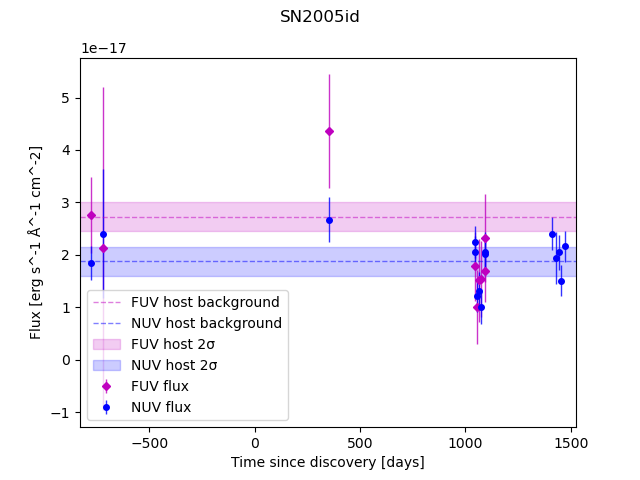 SN2005id
1e−17
5
4
3
2
1
0
−1
Flux [erg s^-1 Å^-1 cm^-2]
FUV host background
NUV host background
FUV host 2σ
NUV host 2σ
FUV flux
NUV flux
−500
0
500
1000
1500
Time since discovery [days]